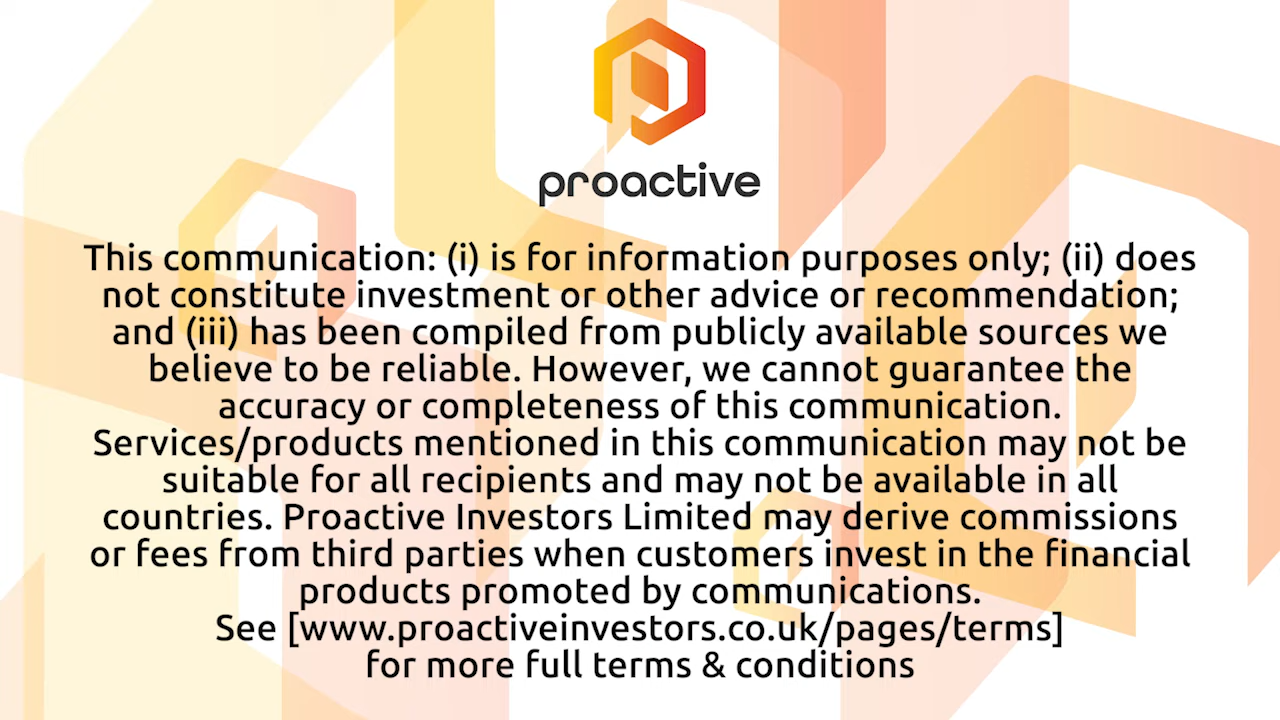 proactive
This communication: (i) is for information purposes only; (ii) does
not constitute investment or other advice or recommendation;
and (iii) has been compiled from publicly available sources we
believe to be reliable. However, we cannot guarantee the
accuracy or completeness of this communication.
Services/products mentioned in this communication may not be
suitable for all recipients and may not be available in all
countries. Proactive Investors Limited may derive commissions
or fees from third parties when customers invest in the financial
products promoted by communications.
See [www.proactiveinvestors.co.uk/pages/terms]
for more full terms & conditions